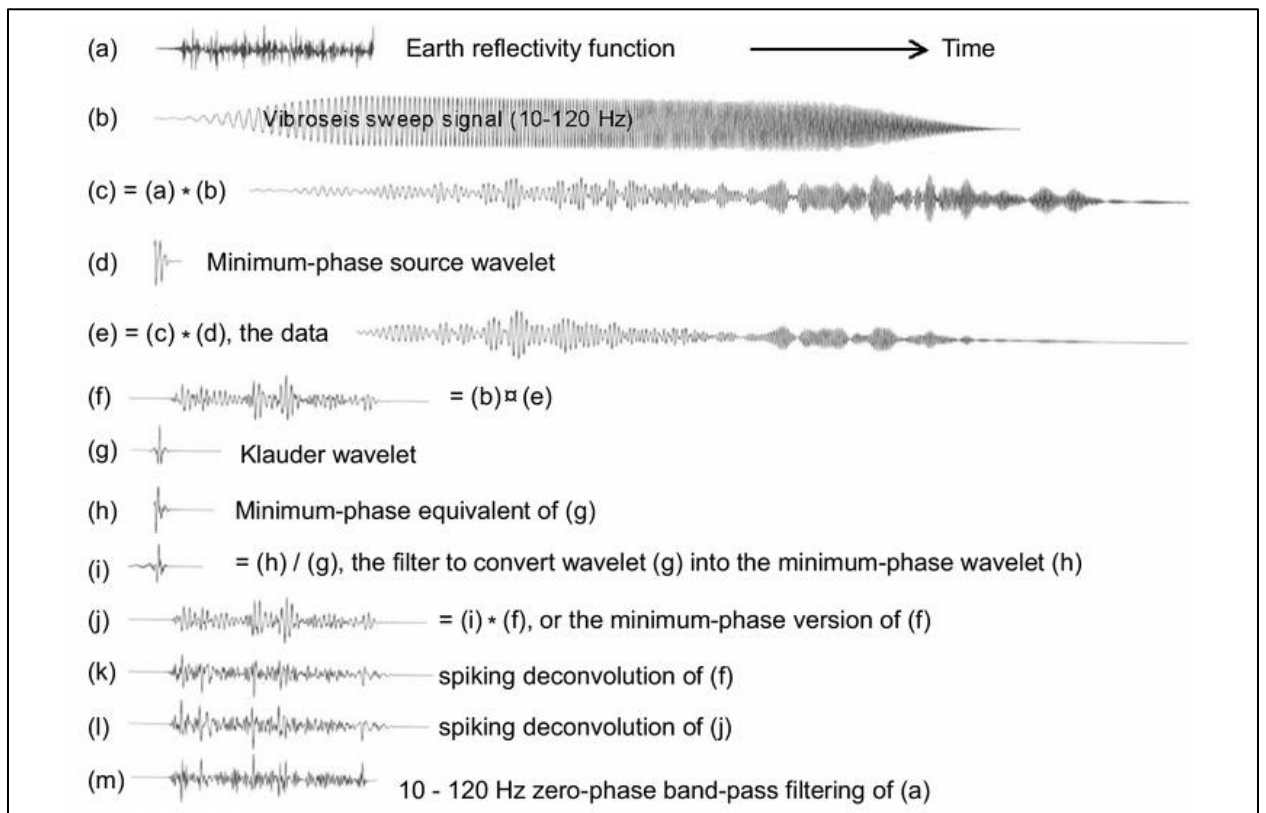 (a) Earth reflectivity function Time
(b) Vibroseis sweep signal (10-120 Hz)
(c) = (a) * (b)
(d) Minimum-phase source wavelet
(e) = (c) * (d), the data
(f) = (b)¤(e)
(g) Klauder wavelet
(h) Minimum-phase equivalent of (g)
(i) = (h) / (g), the filter to convert wavelet (g) into the minimum-phase wavelet (h)
(j) = (i) * (f), or the minimum-phase version of (f)
(k) spiking deconvolution of (f)
(l) spiking deconvolution of (j)
(m) 10 - 120 Hz zero-phase band-pass filtering of (a)